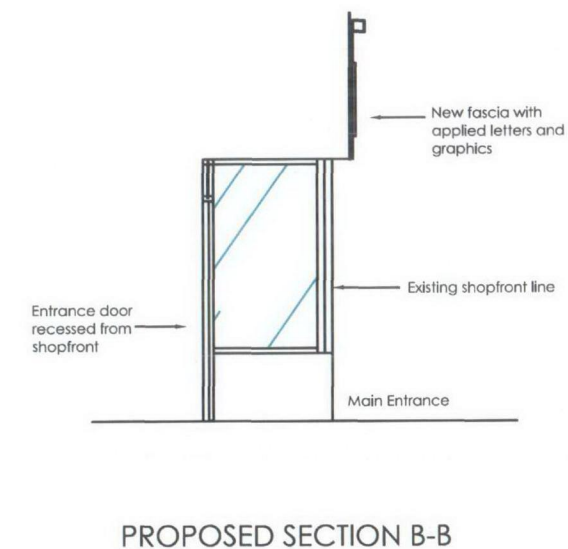 New fascia with
applied letters and
graphics
Existing shopfront line
Entrance door
recessed from
shopfront
Main Entrance
PROPOSED SECTION B-B